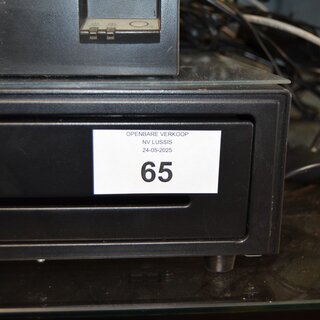 OPENBARE VERKOOP
NV LUSSIS
24-05-2025
65